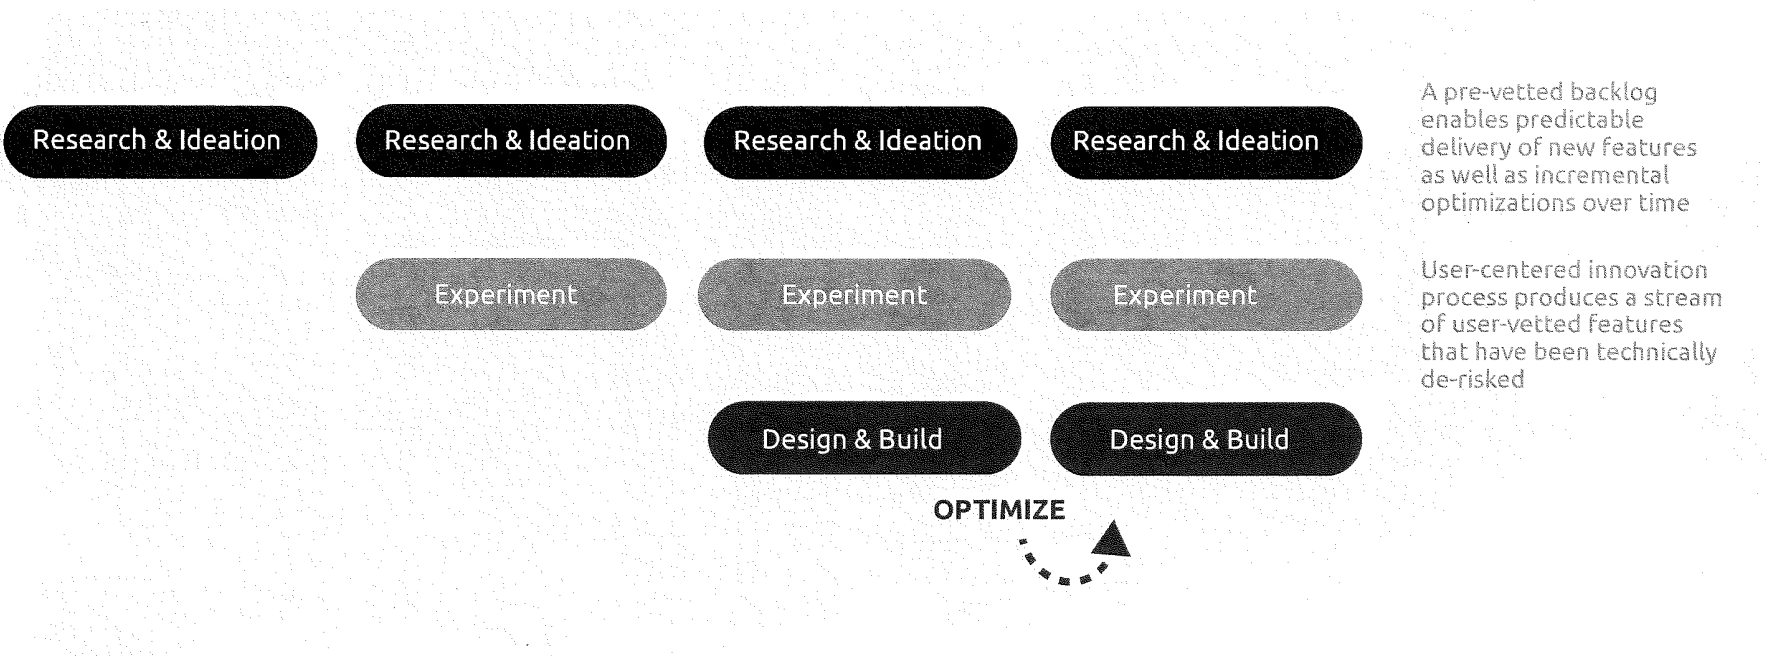 Research & Ideation
Research & Ideation
Research & Ideation
Research & Ideation
A pre-vetted backlog
enables predictable
delivery of new features
as well as incremental
optimizations over time
Experiment
Experiment
Experiment
User-centered innovation
process produces a stream
of user-vetted features
that have been technically
de-risked
Design & Build
Design & Build
OPTIMIZE